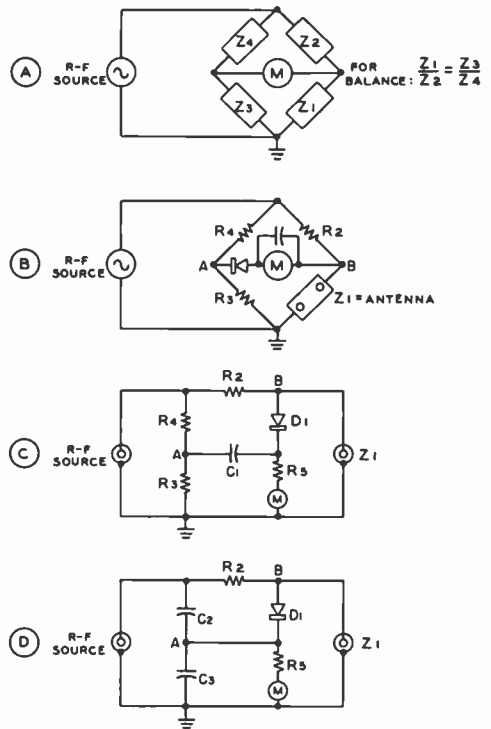 A
R-F
SOURCE
Z4
Z2
M
Z3
Z1
FOR
BALANCE: Z1/Z2 = Z3/Z4
B
R-F
SOURCE
R4
R2
A
M
B
R3
Z1 = ANTENNA
C
R-F
SOURCE
R2
B
R4
D1
A
C1
R3
R5
M
Z1
D
R-F
SOURCE
R2
B
C2
D1
A
C3
R5
M
Z1